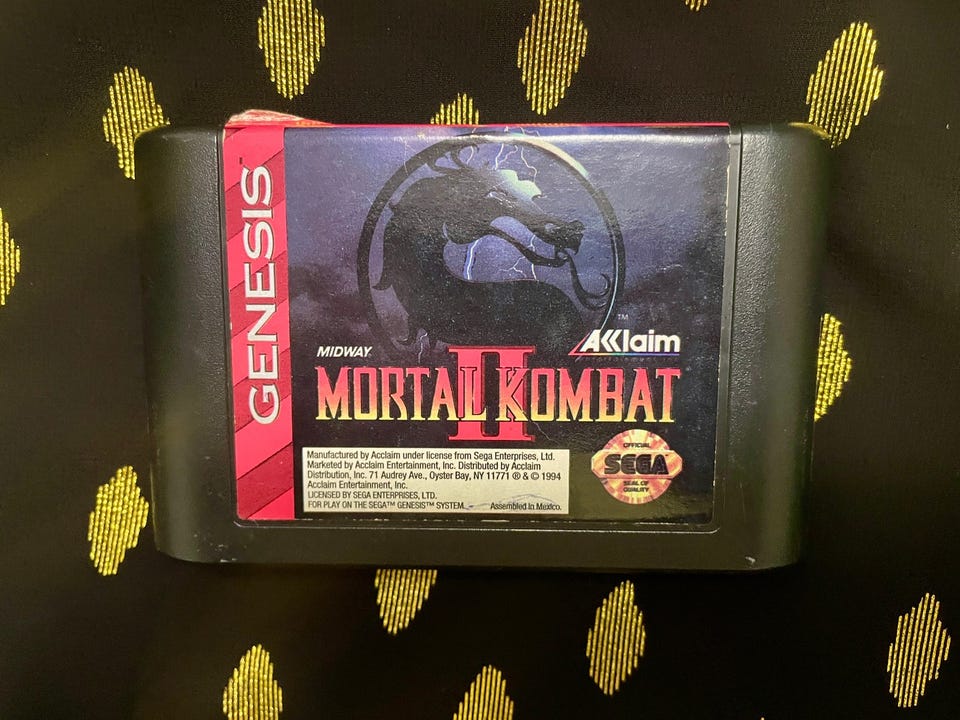 GENESIS
TM
MIDWAY
AKKlaim
MORTAL KOMBAT
II
Manufactured by Acclaim under license from Sega Enterprises, Ltd.
Marketed by Acclaim Entertainment, Inc. Distributed by Acclaim
Distribution, Inc. 71 Audrey Ave., Oyster Bay, NY 11771 ® & © 1994
Acclaim Entertainment, Inc.
LICENSED BY SEGA ENTERPRISES, LTD.
FOR PLAY ON THE SEGA™ GENESIS™ SYSTEM.
Assembled in Mexico.
OFFICIAL
SEGA
SEAL OF
QUALITY